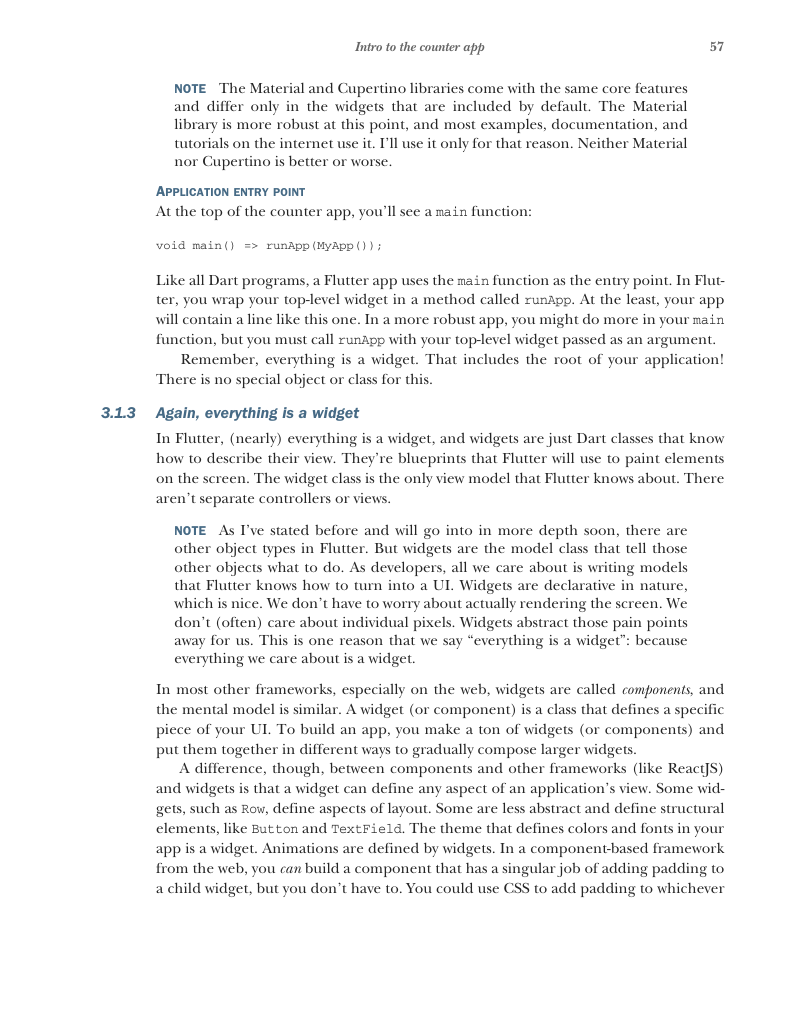 Intro to the counter app 57
NOTE The Material and Cupertino libraries come with the same core features
and differ only in the widgets that are included by default. The Material
library is more robust at this point, and most examples, documentation, and
tutorials on the internet use it. I’ll use it only for that reason. Neither Material
nor Cupertino is better or worse.
APPLICATION ENTRY POINT
At the top of the counter app, you’ll see a main function:
void main() => runApp(MyApp());
Like all Dart programs, a Flutter app uses the main function as the entry point. In Flut-
ter, you wrap your top-level widget in a method called runApp. At the least, your app
will contain a line like this one. In a more robust app, you might do more in your main
function, but you must call runApp with your top-level widget passed as an argument.
Remember, everything is a widget. That includes the root of your application!
There is no special object or class for this.
3.1.3 Again, everything is a widget
In Flutter, (nearly) everything is a widget, and widgets are just Dart classes that know
how to describe their view. They’re blueprints that Flutter will use to paint elements
on the screen. The widget class is the only view model that Flutter knows about. There
aren’t separate controllers or views.
NOTE As I’ve stated before and will go into in more depth soon, there are
other object types in Flutter. But widgets are the model class that tell those
other objects what to do. As developers, all we care about is writing models
that Flutter knows how to turn into a UI. Widgets are declarative in nature,
which is nice. We don’t have to worry about actually rendering the screen. We
don’t (often) care about individual pixels. Widgets abstract those pain points
away for us. This is one reason that we say “everything is a widget”: because
everything we care about is a widget.
In most other frameworks, especially on the web, widgets are called components, and
the mental model is similar. A widget (or component) is a class that defines a specific
piece of your UI. To build an app, you make a ton of widgets (or components) and
put them together in different ways to gradually compose larger widgets.
A difference, though, between components and other frameworks (like ReactJS)
and widgets is that a widget can define any aspect of an application’s view. Some wid-
gets, such as Row, define aspects of layout. Some are less abstract and define structural
elements, like Button and TextField. The theme that defines colors and fonts in your
app is a widget. Animations are defined by widgets. In a component-based framework
from the web, you can build a component that has a singular job of adding padding to
a child widget, but you don’t have to. You could use CSS to add padding to whichever